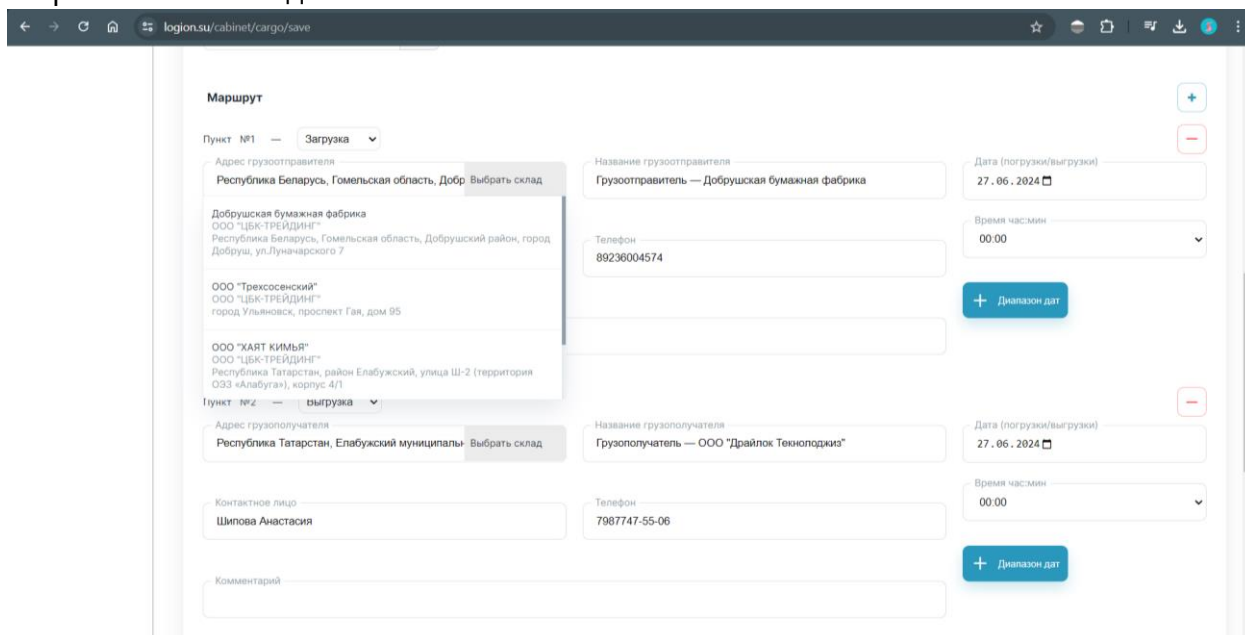 logion.su/cabinet/cargo/save
Маршрут
+
Пункт №1 — Загрузка
Адрес грузоотправителя
Республика Беларусь, Гомельская область, Добр Выбрать склад
Название грузоотправителя
Грузоотправитель — Добрушская бумажная фабрика
Дата (погрузки/выгрузки)
27.06.2024
Добрушская бумажная фабрика
ООО "ЦБК-ТРЕЙДИНГ"
Республика Беларусь, Гомельская область, Добрушский район, город
Добруш, ул.Луначарского 7
Телефон
89236004574
Время час:мин
00:00
ООО "Трехсосенский"
ООО "ЦБК-ТРЕЙДИНГ"
город Ульяновск, проспект Гая, дом 95
+ Диапазон дат
ООО "ХАЯТ КИМЬЯ"
ООО "ЦБК-ТРЕЙДИНГ"
Республика Татарстан, район Елабужский, улица Ш-2 (территория
ОЭЗ «Алабуга»), корпус 4/1
Пункт №2 — Выгрузка
Адрес грузополучателя
Республика Татарстан, Елабужский муниципальн Выбрать склад
Название грузополучателя
Грузополучатель — ООО "Драйлок Текнолоджиз"
Дата (погрузки/выгрузки)
27.06.2024
Контактное лицо
Шипова Анастасия
Телефон
7987747-55-06
Время час:мин
00:00
+ Диапазон дат
Комментарий